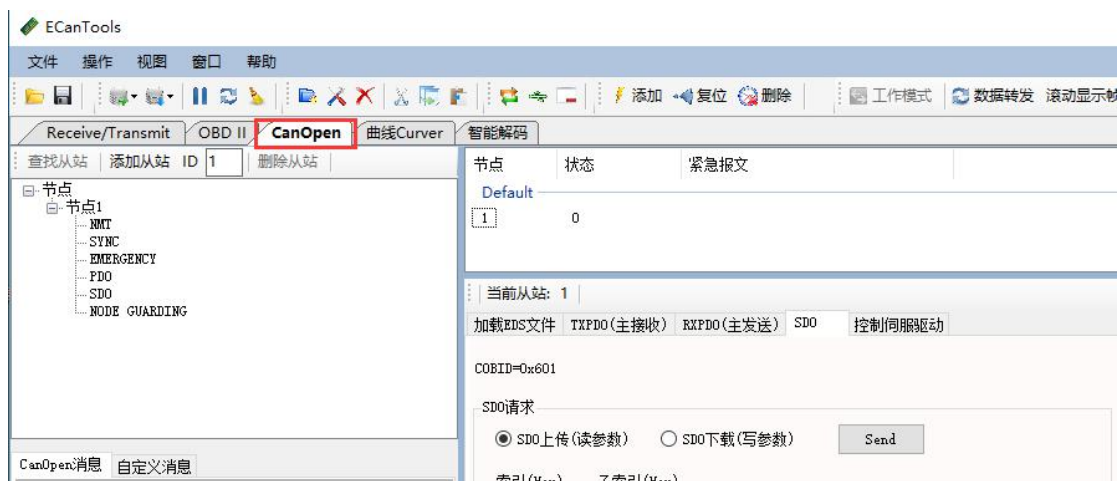 ECanTools
文件 操作 视图 窗口 帮助
添加 复位 删除 工作模式 数据转发 滚动显示帧
Receive/Transmit OBD II CanOpen 曲线Curver 智能解码
查找从站 添加从站 ID 1 删除从站
节点
节点1
NMT
SYNC
EMERGENCY
PDO
SDO
NODE GUARDING
CanOpen消息 自定义消息
节点 状态 紧急报文
Default
1 0
当前从站: 1
加载EDS文件 TXPDO(主接收) RXPDO(主发送) SDO 控制伺服驱动
COBID=0x601
SDO请求
SDO上传(读参数) SDO下载(写参数) Send
索引(Hex) 子索引(Hex)